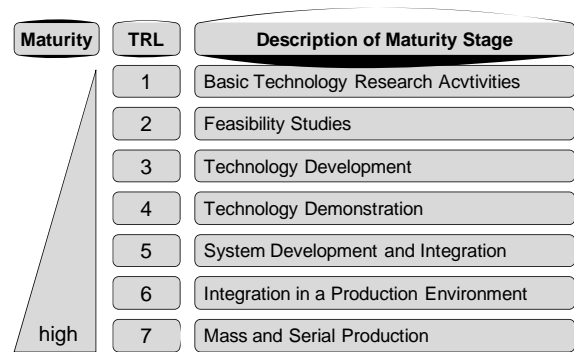 Maturity TRL Description of Maturity Stage
1 Basic Technology Research Acvtivities
2 Feasibility Studies
3 Technology Development
4 Technology Demonstration
5 System Development and Integration
6 Integration in a Production Environment
high 7 Mass and Serial Production